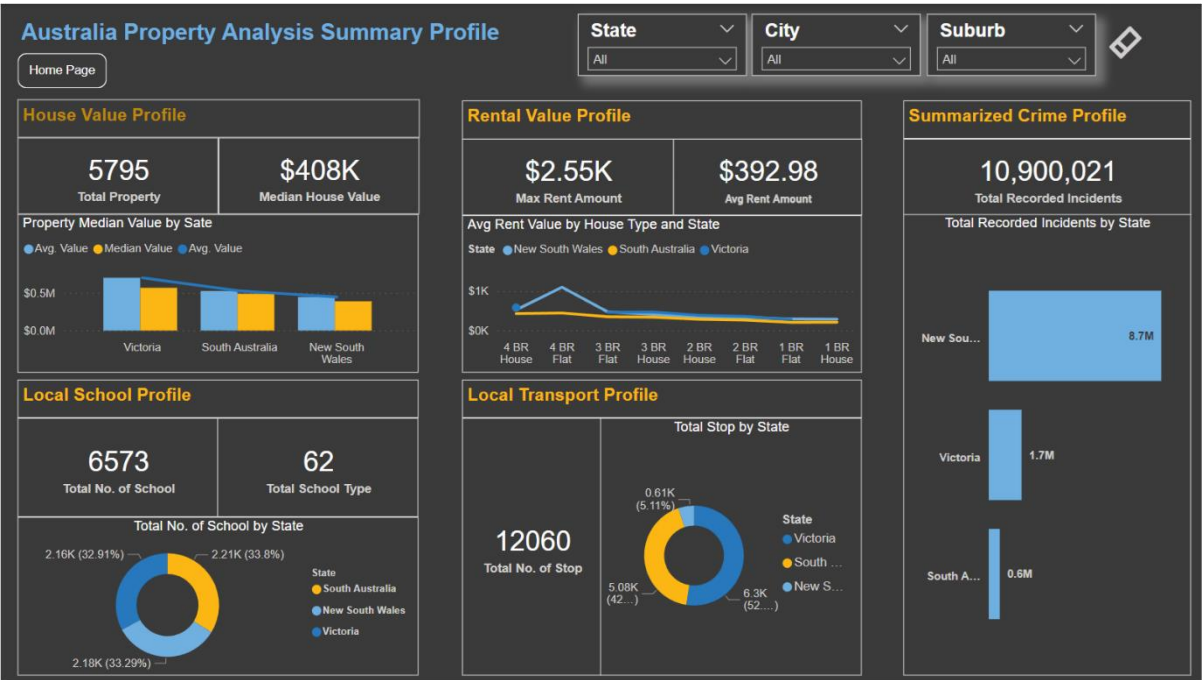 Australia Property Analysis Summary Profile
Home Page
State
All
City
All
Suburb
All
House Value Profile
5795
Total Property
$408K
Median House Value
Property Median Value by Sate
Avg. Value Median Value Avg. Value
$0.5M
$0.0M
Victoria
South Australia
New South
Wales
Rental Value Profile
$2.55K
Max Rent Amount
$392.98
Avg Rent Amount
Avg Rent Value by House Type and State
State New South Wales South Australia Victoria
$1K
$0K
4 BR
House
4 BR
Flat
3 BR
Flat
3 BR
House
2 BR
House
2 BR
Flat
1 BR
Flat
1 BR
House
Summarized Crime Profile
10,900,021
Total Recorded Incidents
Total Recorded Incidents by State
New Sou...
8.7M
Victoria
1.7M
South A...
0.6M
Local School Profile
6573
Total No. of School
62
Total School Type
Total No. of School by State
2.16K (32.91%)
2.21K (33.8%)
2.18K (33.29%)
State
South Australia
New South Wales
Victoria
Local Transport Profile
12060
Total No. of Stop
Total Stop by State
0.61K
(5.11%)
5.08K
(42...)
6.3K
(52....)
State
Victoria
South ...
New S...